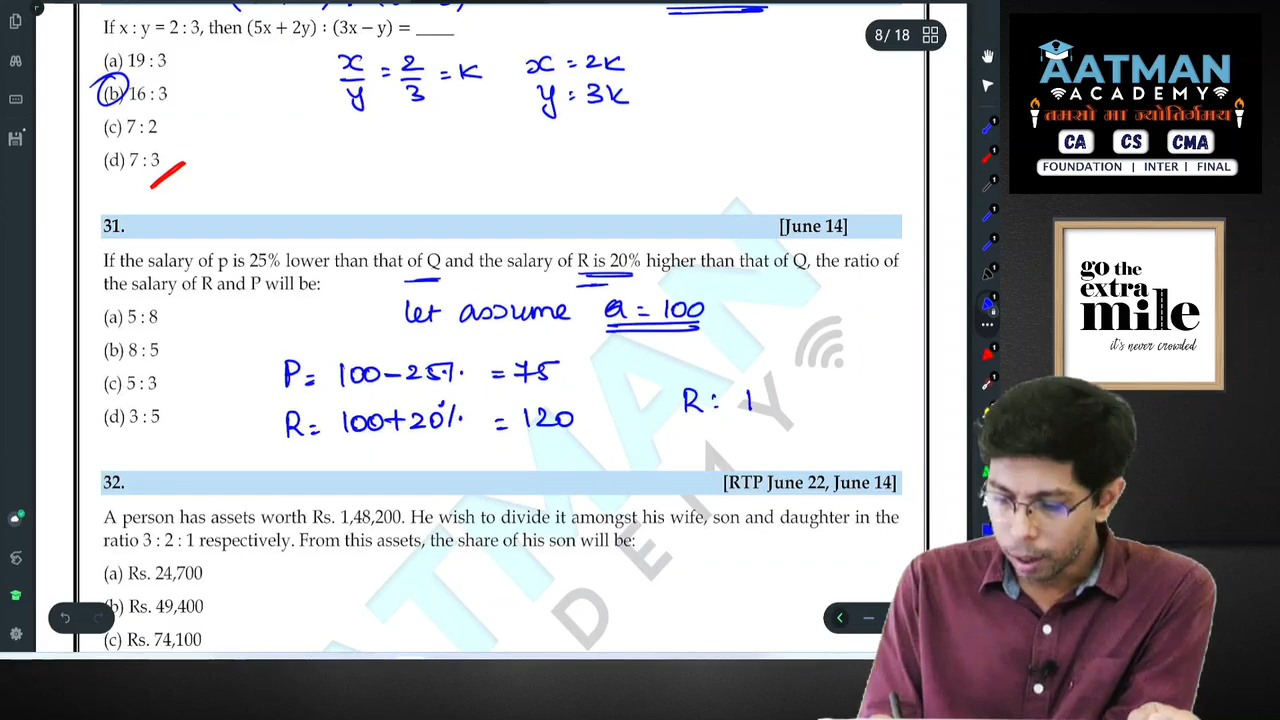 If x : y = 2 : 3, then (5x + 2y) : (3x – y) = ____
(a) 19 : 3
(b) 16 : 3
(c) 7 : 2
(d) 7 : 3
x/y = 2/3 = K
x = 2K
y = 3K
8 / 18
31. [June 14]
If the salary of p is 25% lower than that of Q and the salary of R is 20% higher than that of Q, the ratio of
the salary of R and P will be:
let assume Q = 100
(a) 5 : 8
(b) 8 : 5
(c) 5 : 3
(d) 3 : 5
P = 100 – 25% = 75
R = 100 + 20% = 120
R : 1
32. [RTP June 22, June 14]
A person has assets worth Rs. 1,48,200. He wish to divide it amongst his wife, son and daughter in the
ratio 3 : 2 : 1 respectively. From this assets, the share of his son will be:
(a) Rs. 24,700
(b) Rs. 49,400
(c) Rs. 74,100
AATMAN
ACADEMY
तमसो मा ज्योतिर्गमय
CA CS CMA
FOUNDATION | INTER | FINAL
go the
extra
mile
it's never crowded